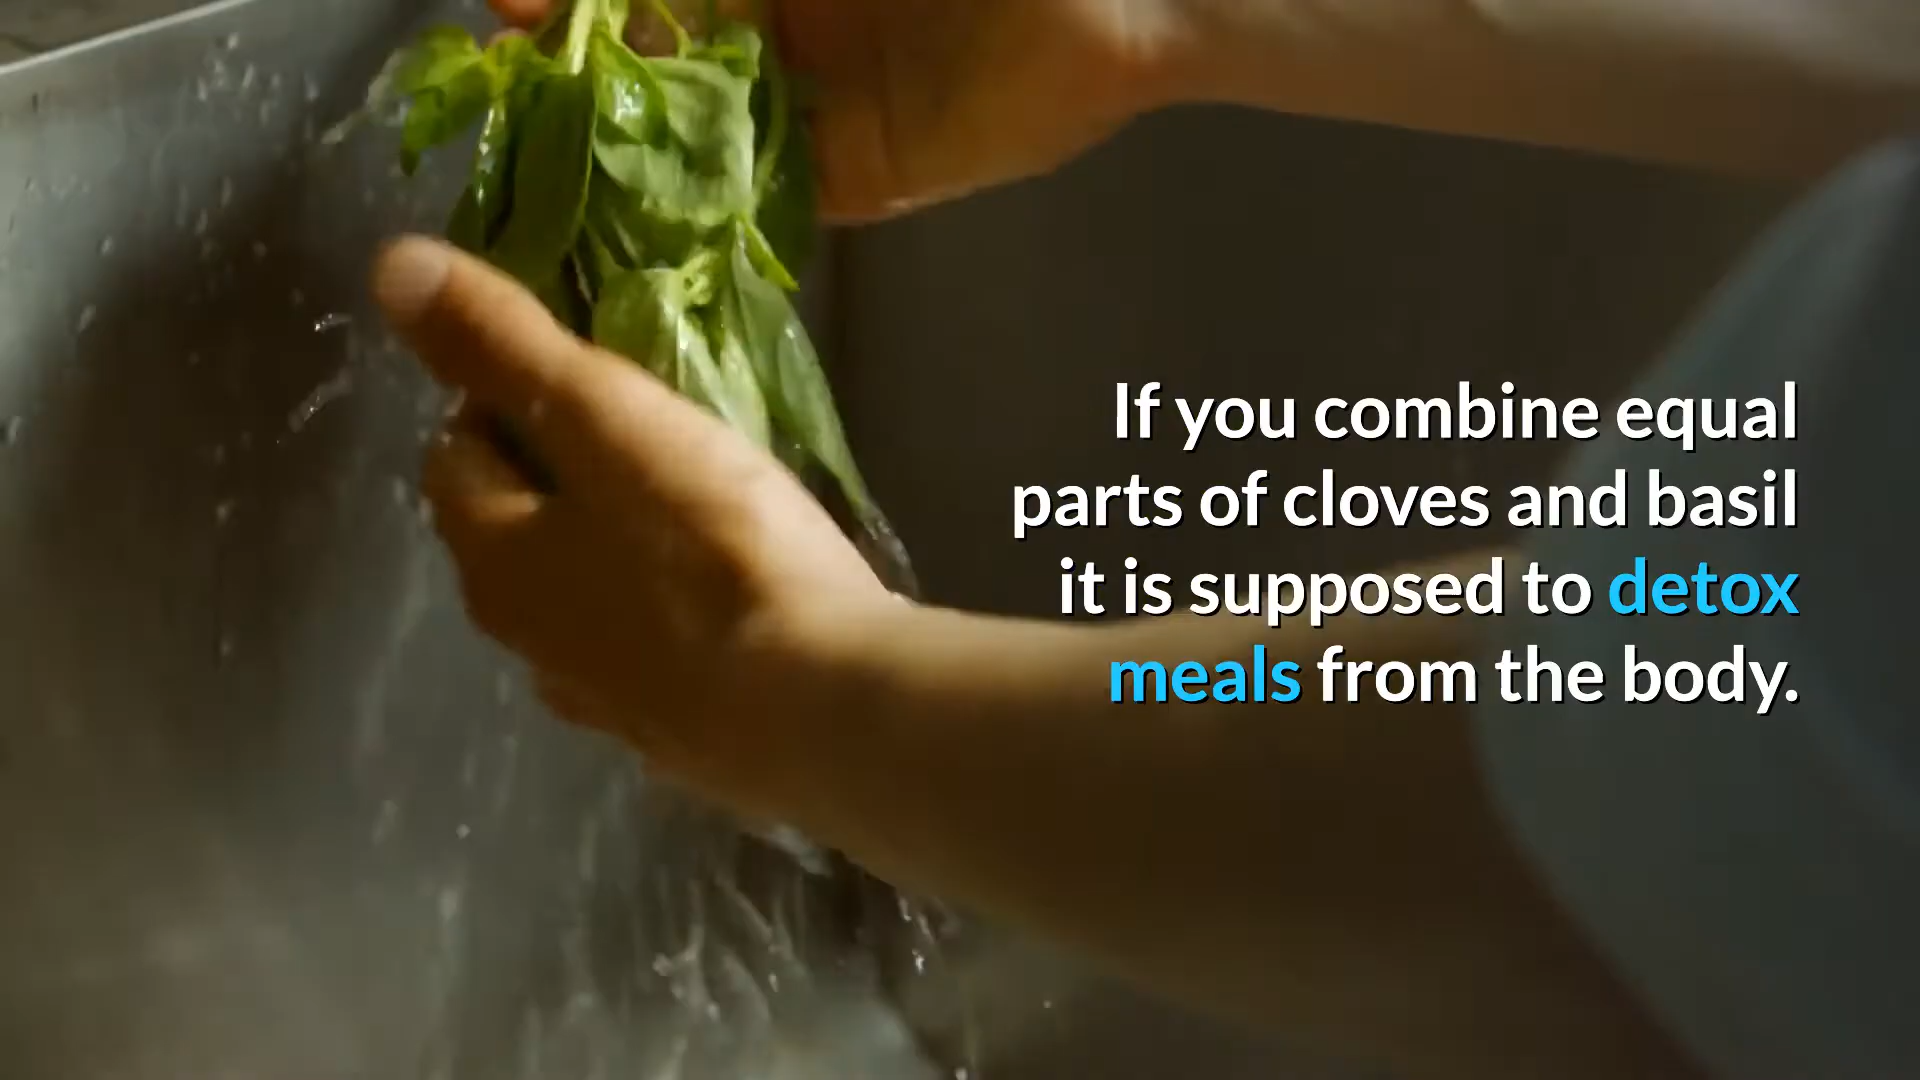 If you combine equal
parts of cloves and basil
it is supposed to detox
meals from the body.